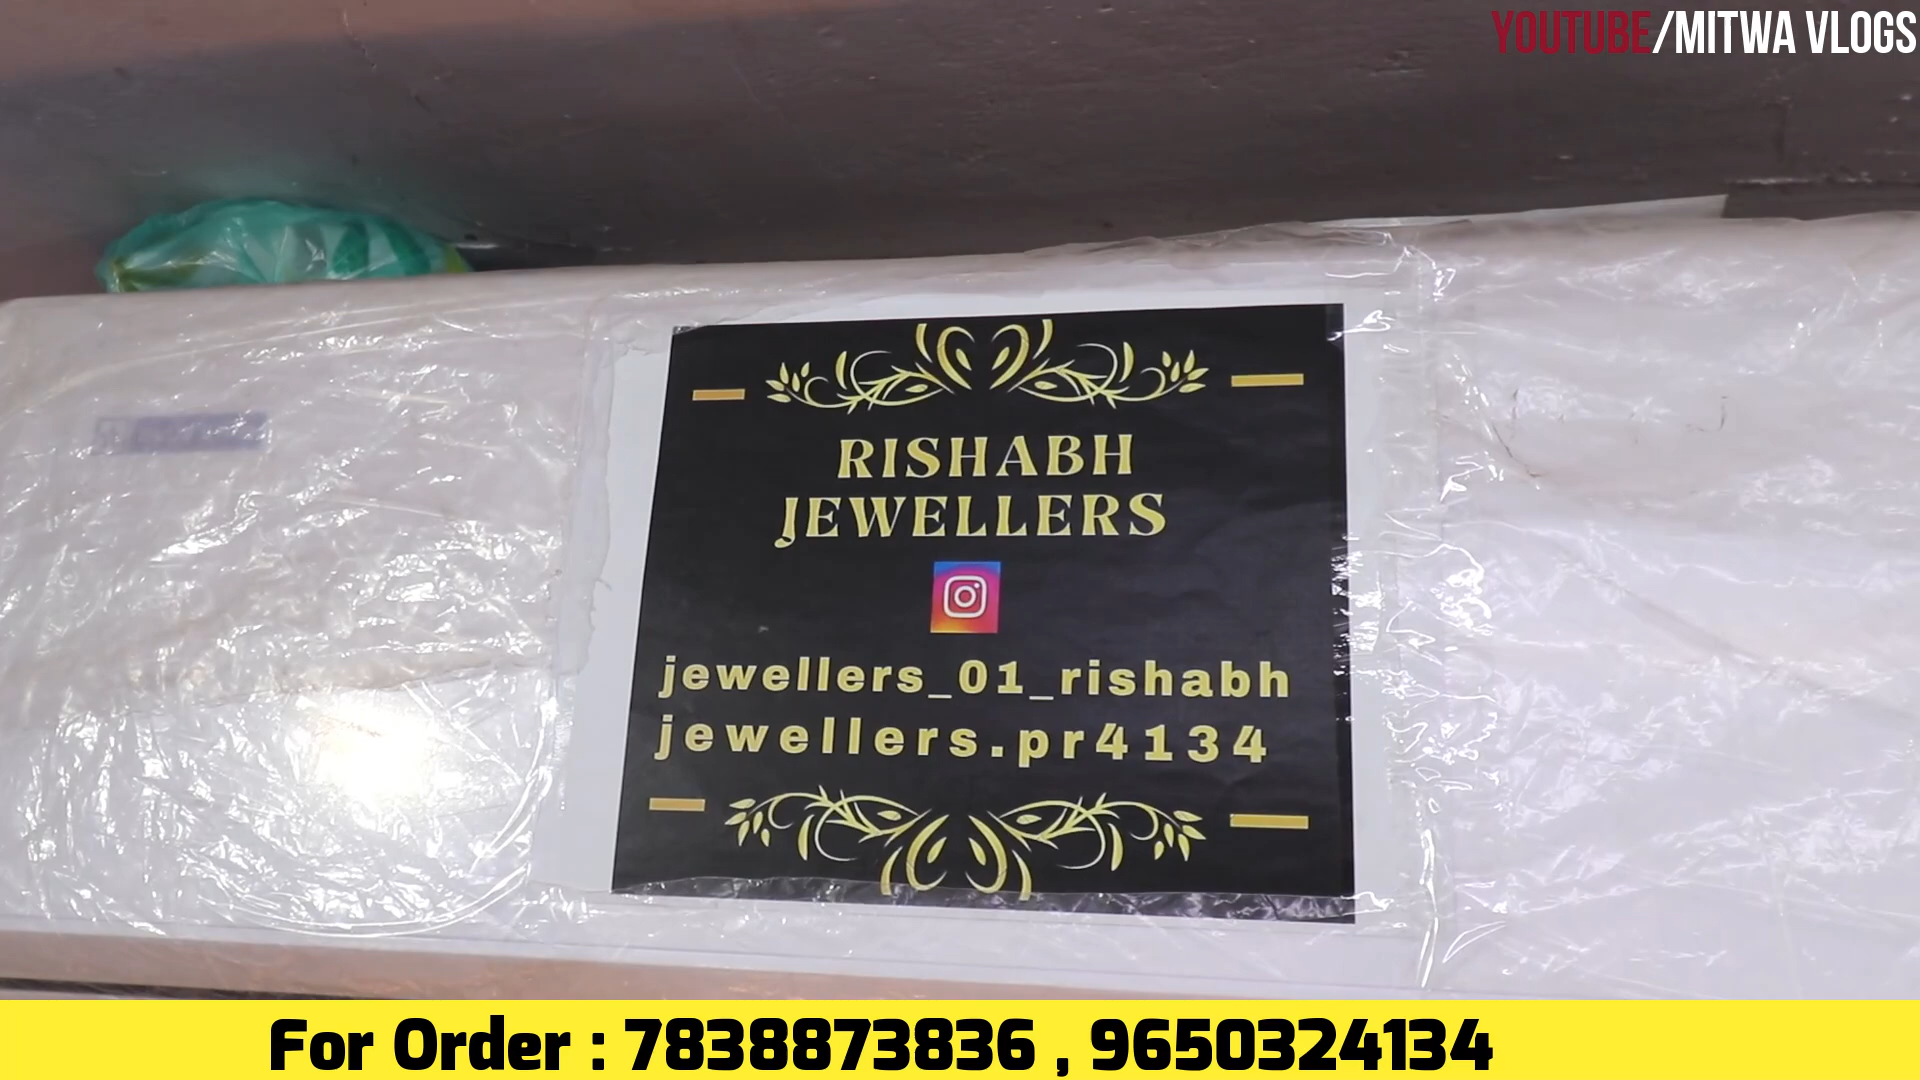 YOUTUBE/MITWA VLOGS
RISHABH
JEWELLERS
jewellers_01_rishabh
jewellers.pr4134
For Order : 7838873836 , 9650324134